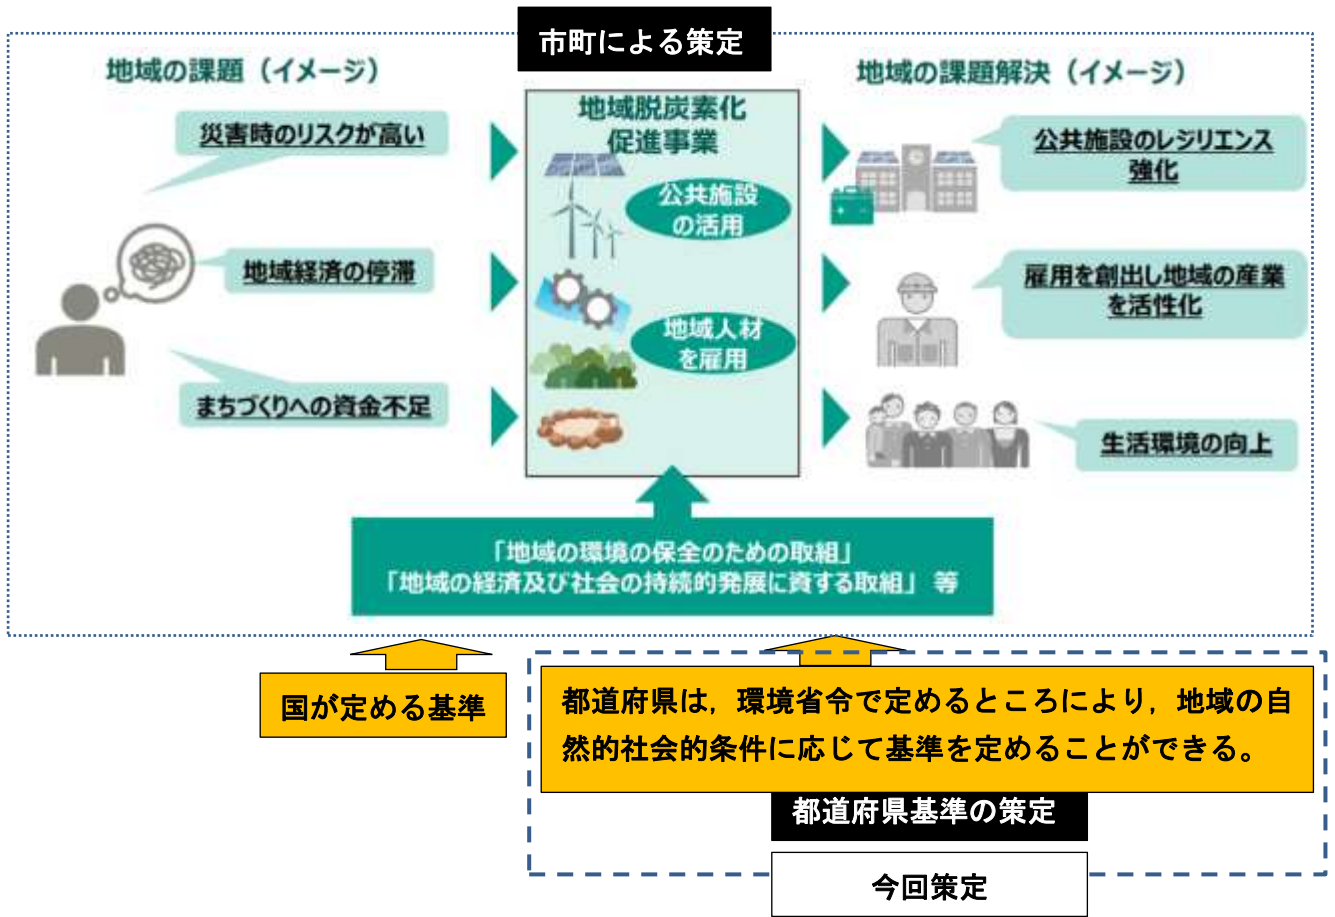 市町による策定
地域の課題（イメージ）
災害時のリスクが高い
地域経済の停滞
まちづくりへの資金不足
地域脱炭素化
促進事業
公共施設
の活用
地域人材
を雇用
地域の課題解決（イメージ）
公共施設のレジリエンス
強化
雇用を創出し地域の産業
を活性化
生活環境の向上
「地域の環境の保全のための取組」
「地域の経済及び社会の持続的発展に資する取組」 等
国が定める基準
都道府県は，環境省令で定めるところにより，地域の自
然的社会的条件に応じて基準を定めることができる。
都道府県基準の策定
今回策定